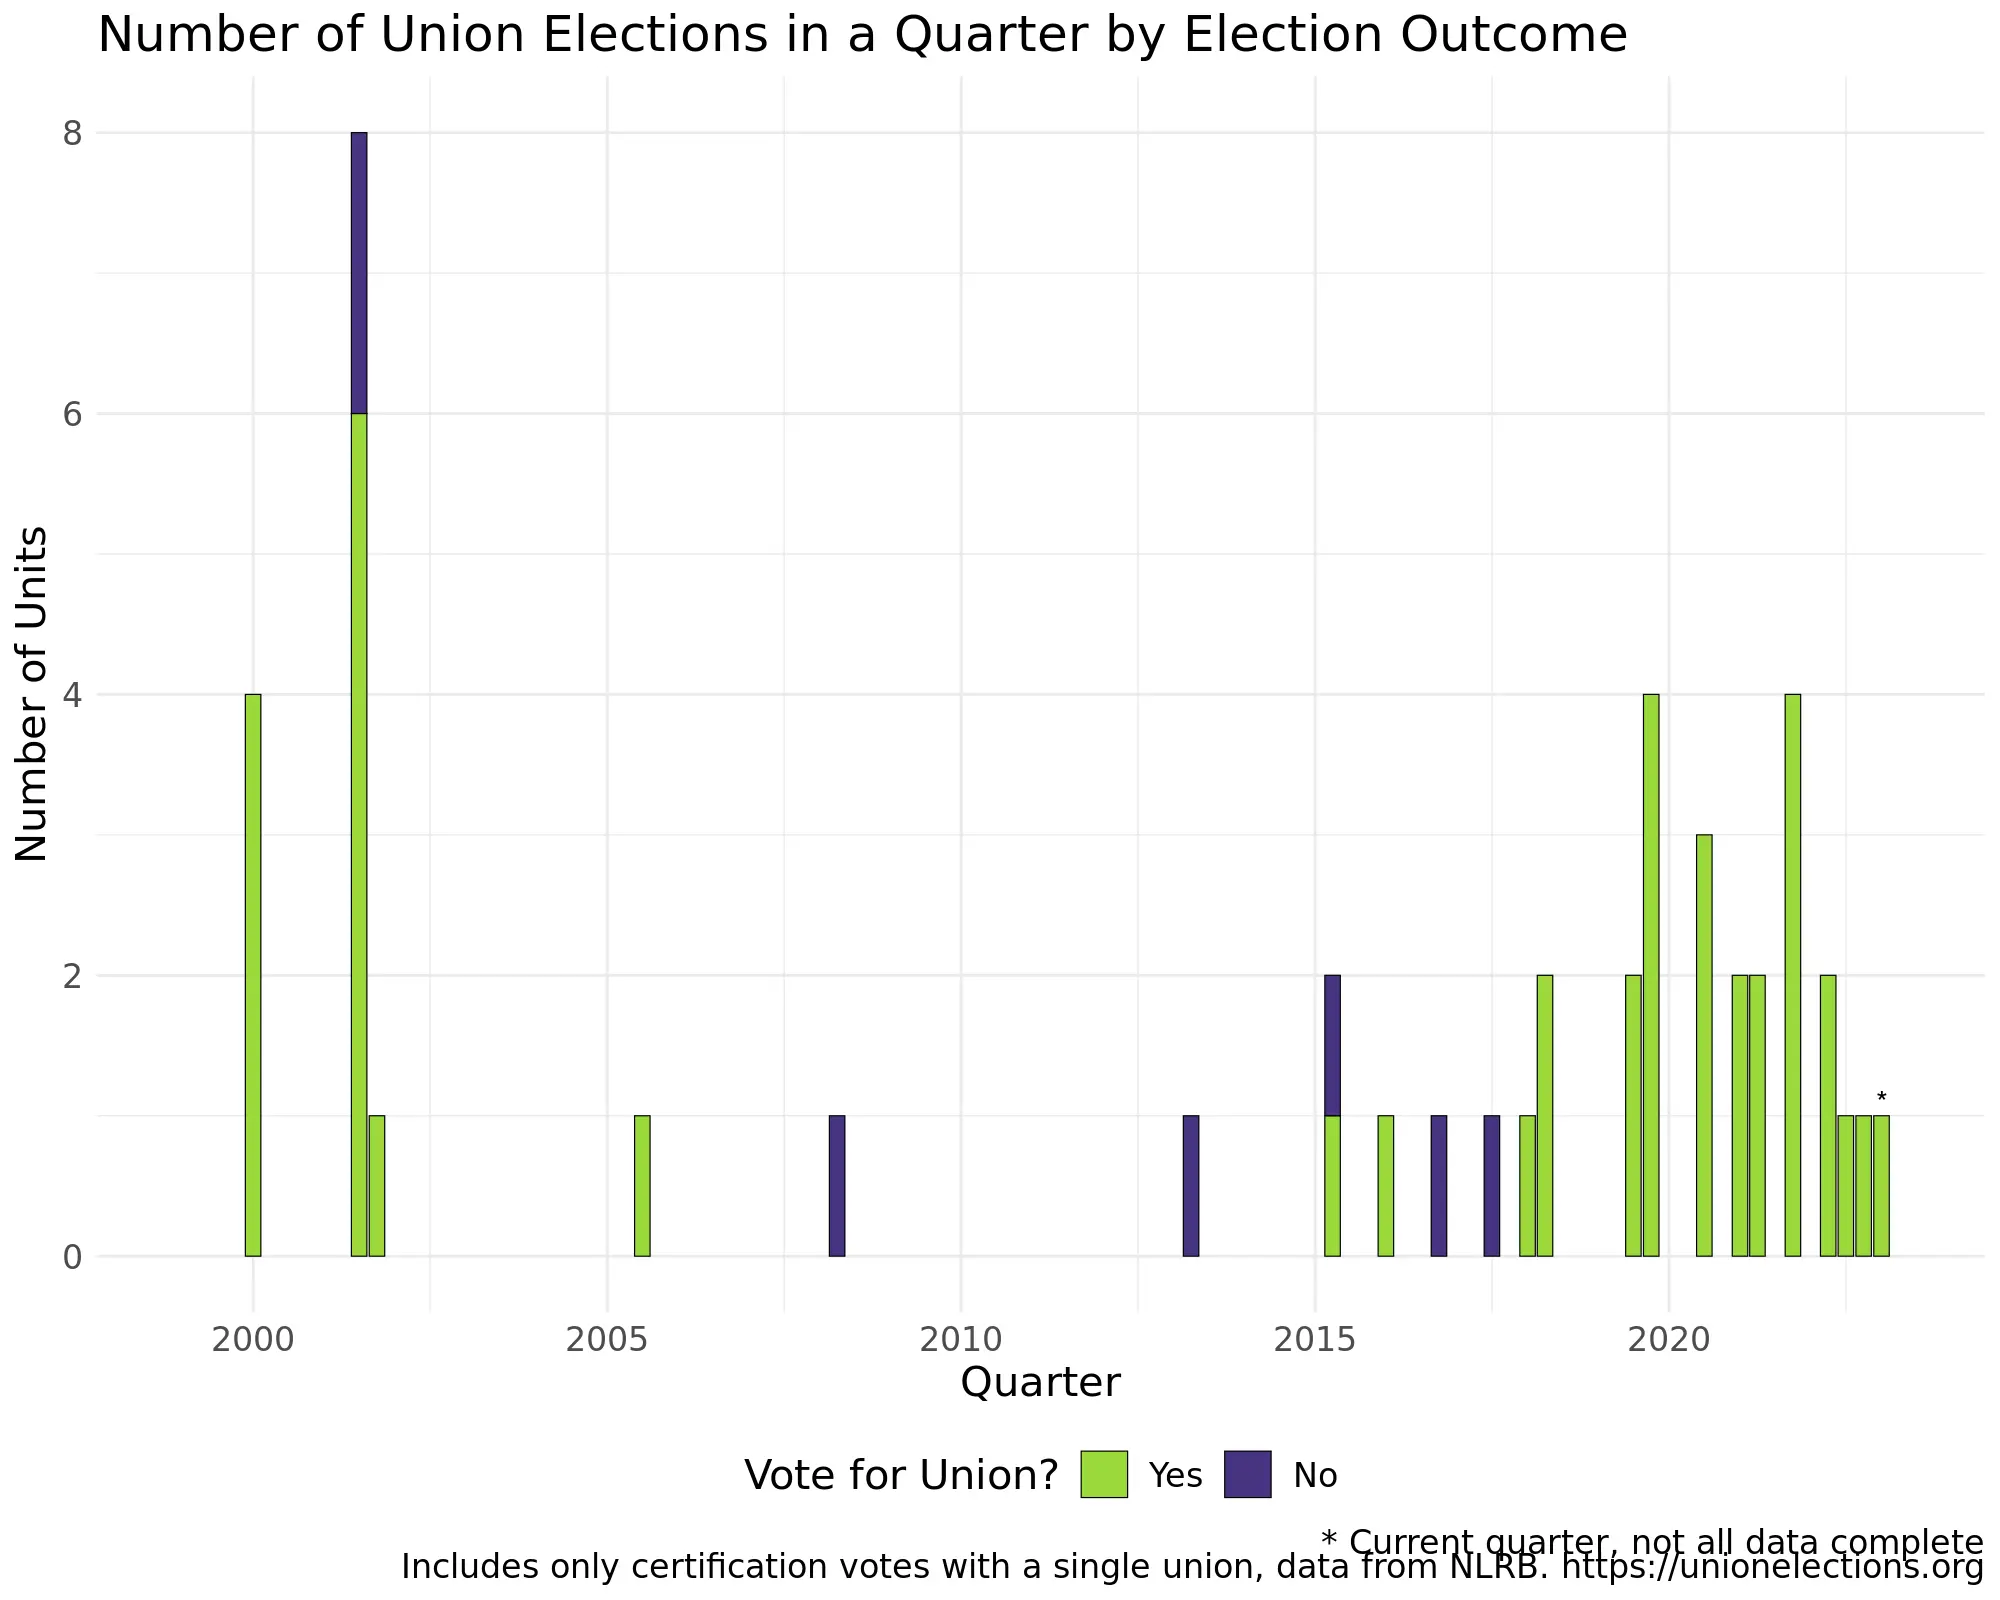 Number of Union Elections in a Quarter by Election Outcome
8
6
4
2
0
Number of Units
*
2000 2005 2010 2015 2020
Quarter
Vote for Union? Yes No
* Current quarter, not all data complete
Includes only certification votes with a single union, data from NLRB. https://unionelections.org